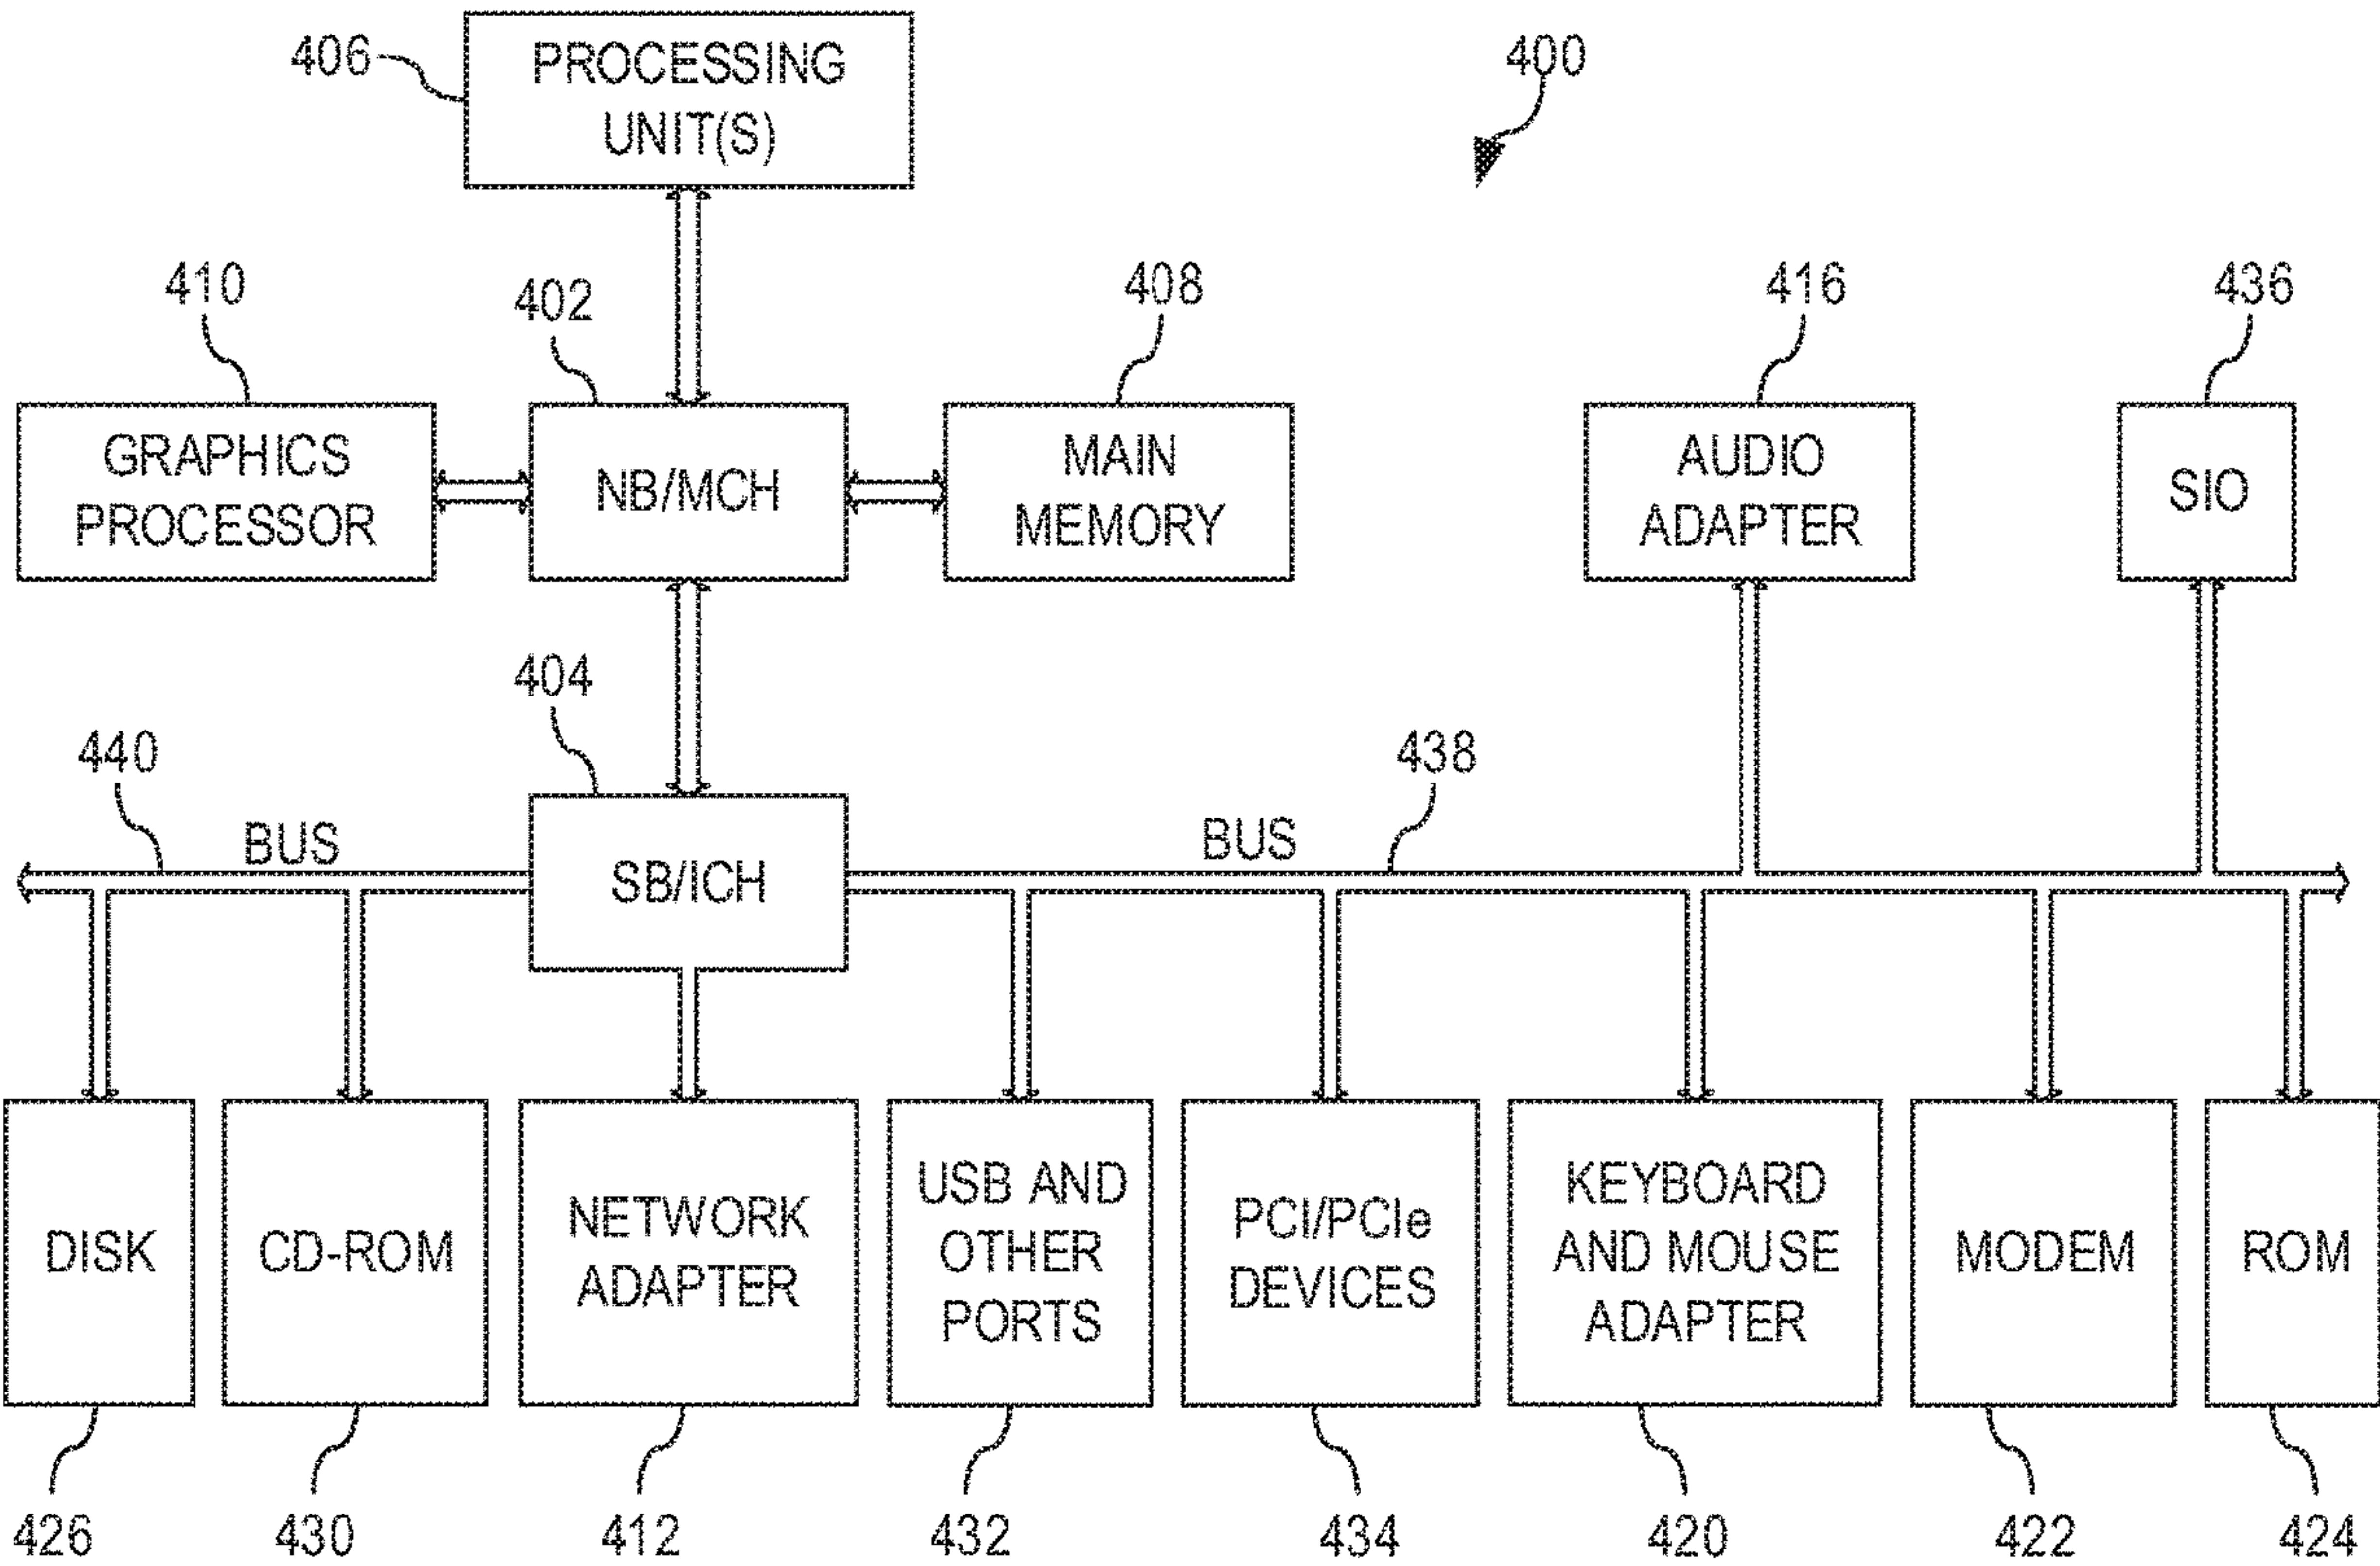 406
PROCESSING
UNIT(S)
400
410
402
408
416
436
GRAPHICS
PROCESSOR
NB/MCH
MAIN
MEMORY
AUDIO
ADAPTER
SIO
404
440
438
BUS
BUS
SB/ICH
DISK
CD-ROM
NETWORK
ADAPTER
USB AND
OTHER
PORTS
PCI/PCIe
DEVICES
KEYBOARD
AND MOUSE
ADAPTER
MODEM
ROM
426
430
412
432
434
420
422
424